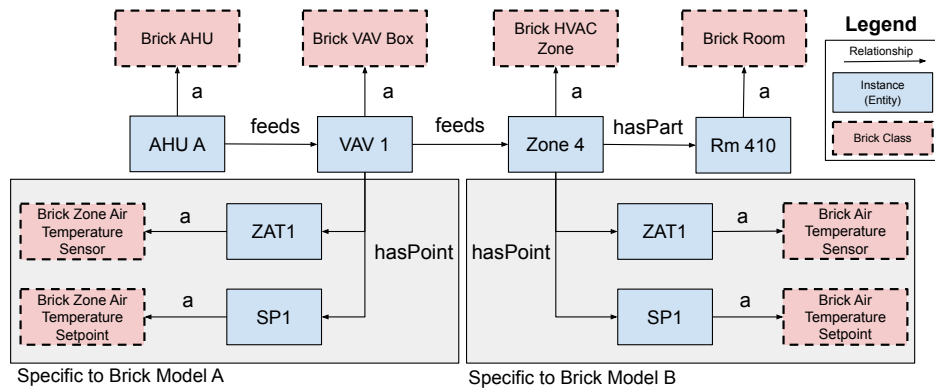 Legend
Brick AHU
Brick VAV Box
Brick HVAC
Zone
Brick Room
Relationship
a
a
a
a
Instance
(Entity)
AHU A
feeds
VAV 1
feeds
Zone 4
hasPart
Rm 410
Brick Class
Brick Zone Air
Temperature
Sensor
a
ZAT1
hasPoint
hasPoint
ZAT1
a
Brick Air
Temperature
Sensor
Brick Zone Air
Temperature
Setpoint
a
SP1
SP1
a
Brick Air
Temperature
Setpoint
Specific to Brick Model A
Specific to Brick Model B